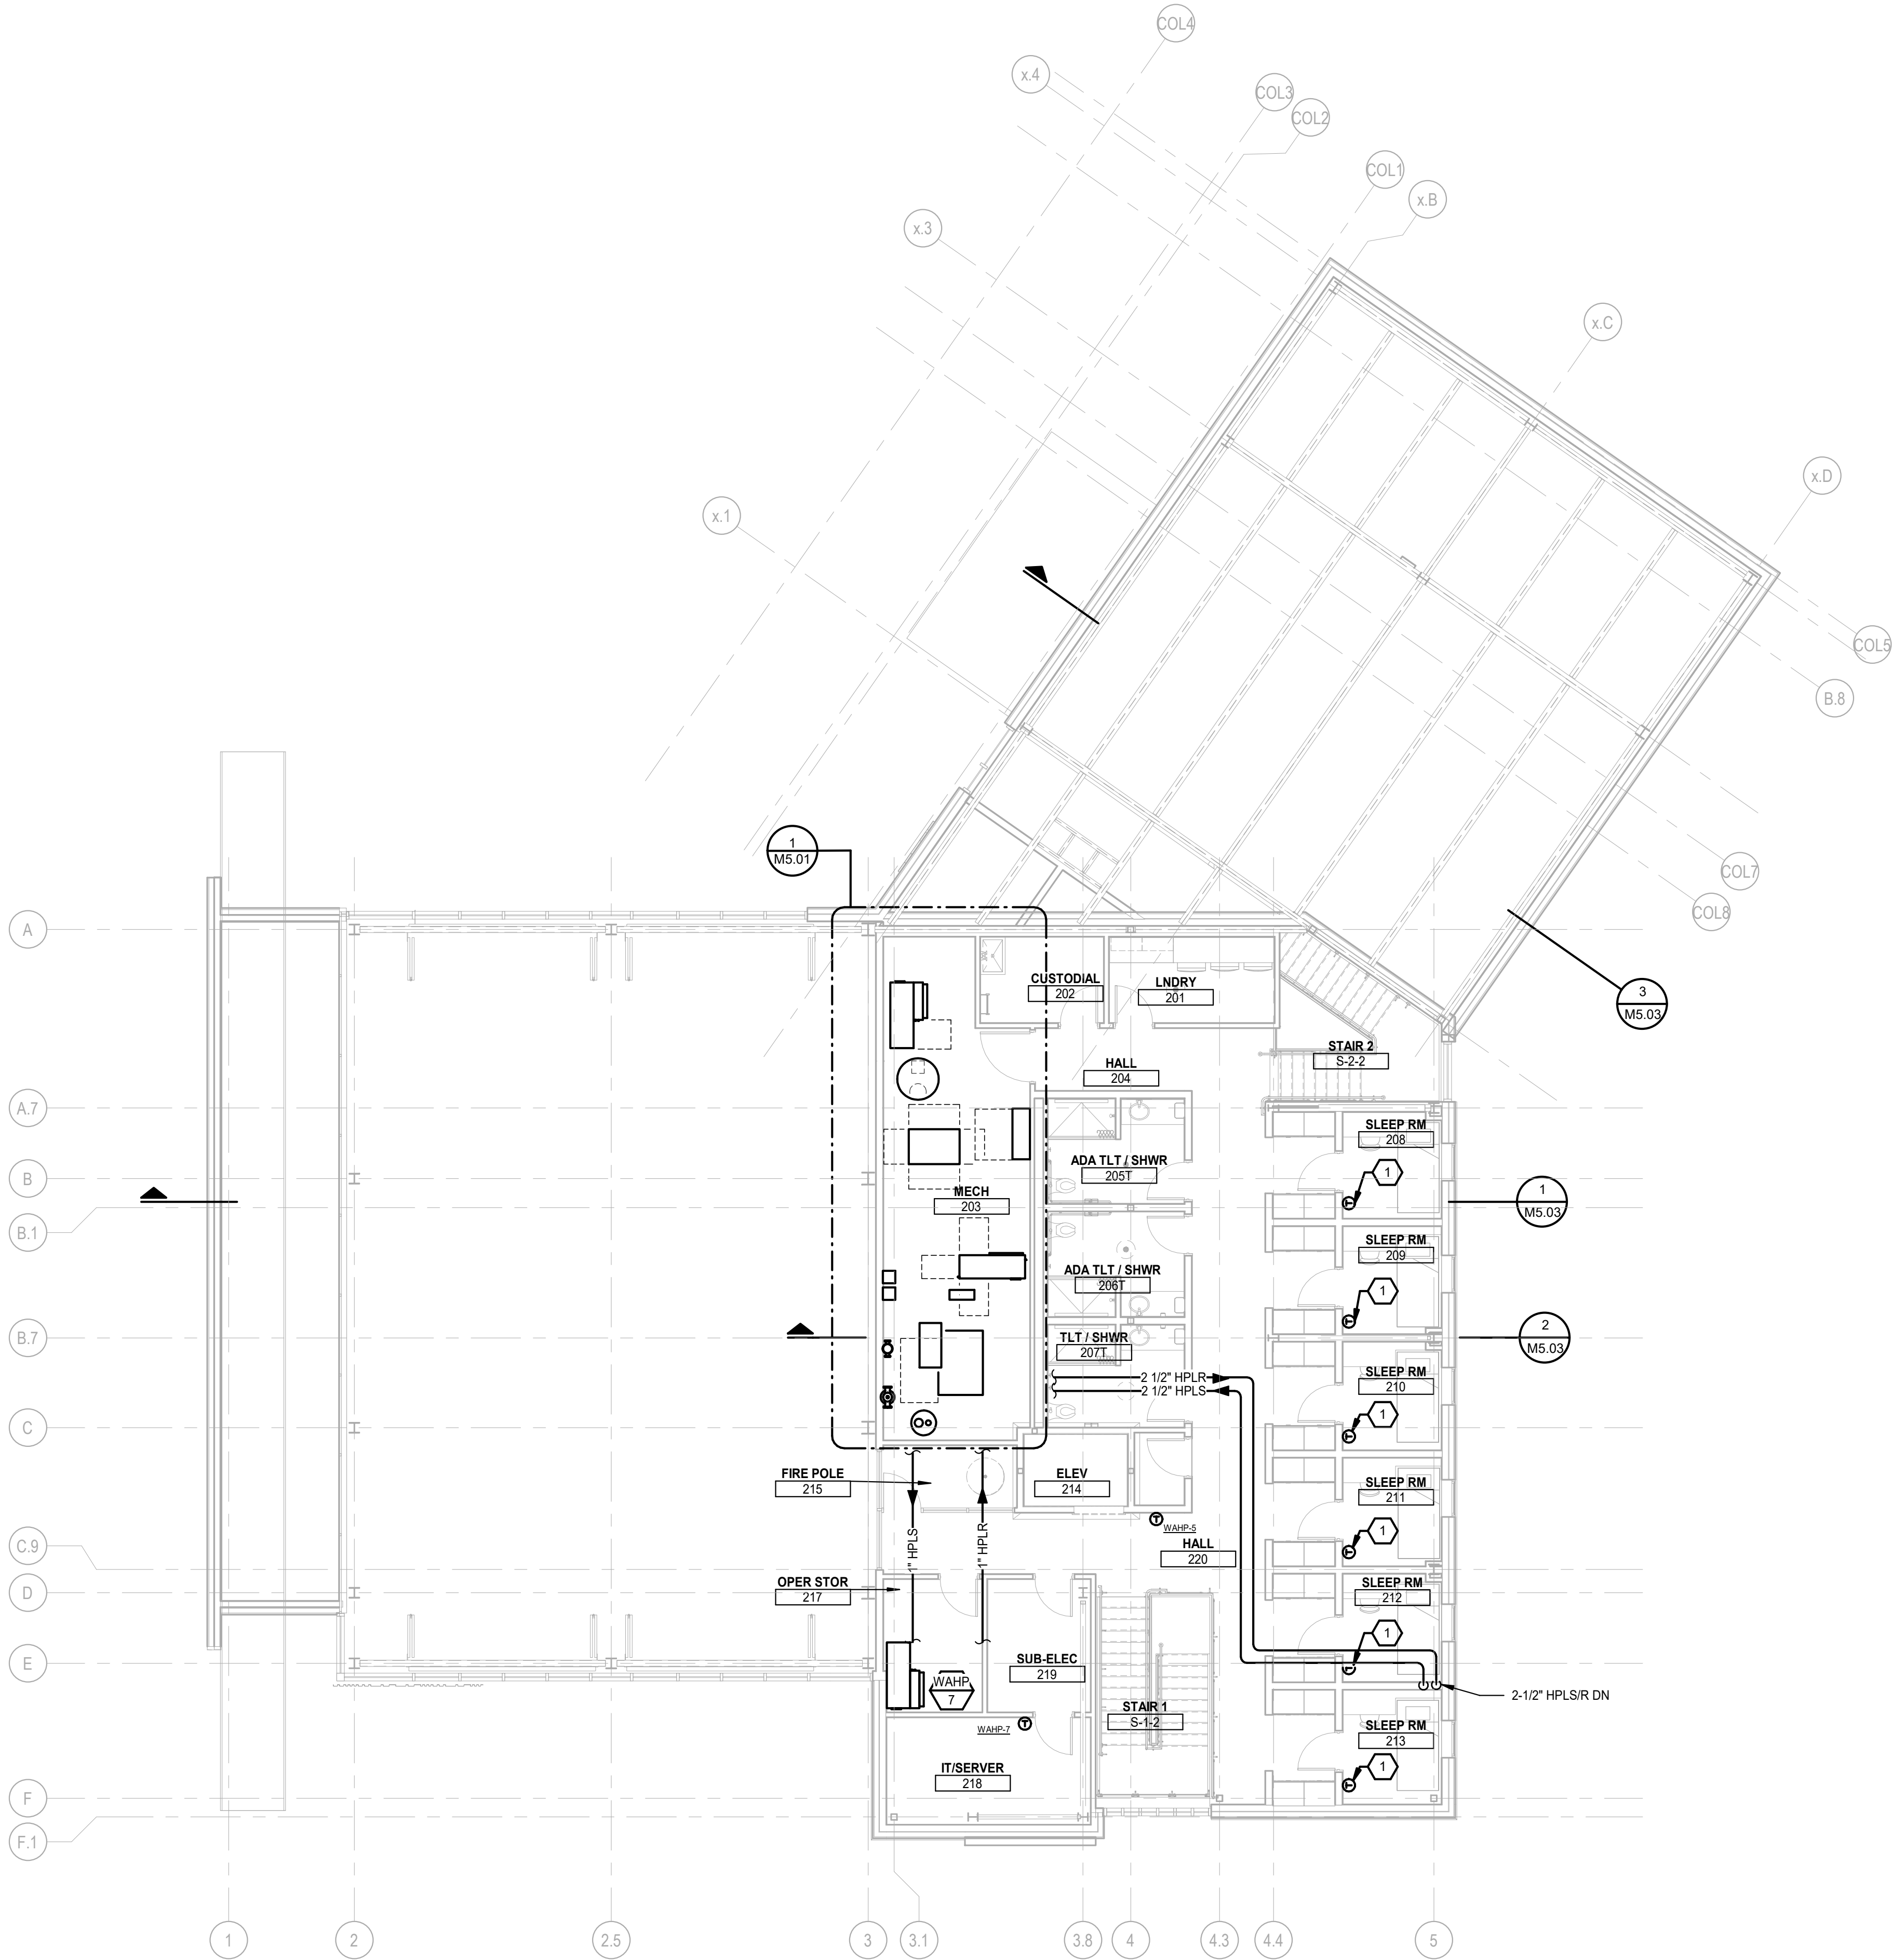 COL4
x.4
COL3
COL2
COL1
x.B
x.3
x.C
x.D
x.1
COL5
B.8
COL7
COL8
1
M5.01
A
CUSTODIAL
202
LNDRY
201
3
M5.03
STAIR 2
S-2-2
HALL
204
A.7
SLEEP RM
208
ADA TLT / SHWR
205T
1
B
MECH
203
1
M5.03
B.1
SLEEP RM
209
ADA TLT / SHWR
206T
1
B.7
TLT / SHWR
207T
2
M5.03
2 1/2" HPLR
2 1/2" HPLS
SLEEP RM
210
1
C
FIRE POLE
215
ELEV
214
SLEEP RM
211
1
WAHP-5
1" HPLS
1" HPLR
HALL
220
C.9
D
OPER STOR
217
SLEEP RM
212
1
E
SUB-ELEC
219
WAHP
7
2-1/2" HPLS/R DN
STAIR 1
S-1-2
WAHP-7
SLEEP RM
213
1
IT/SERVER
218
F
F.1
1
2
2.5
3
3.1
3.8
4
4.3
4.4
5